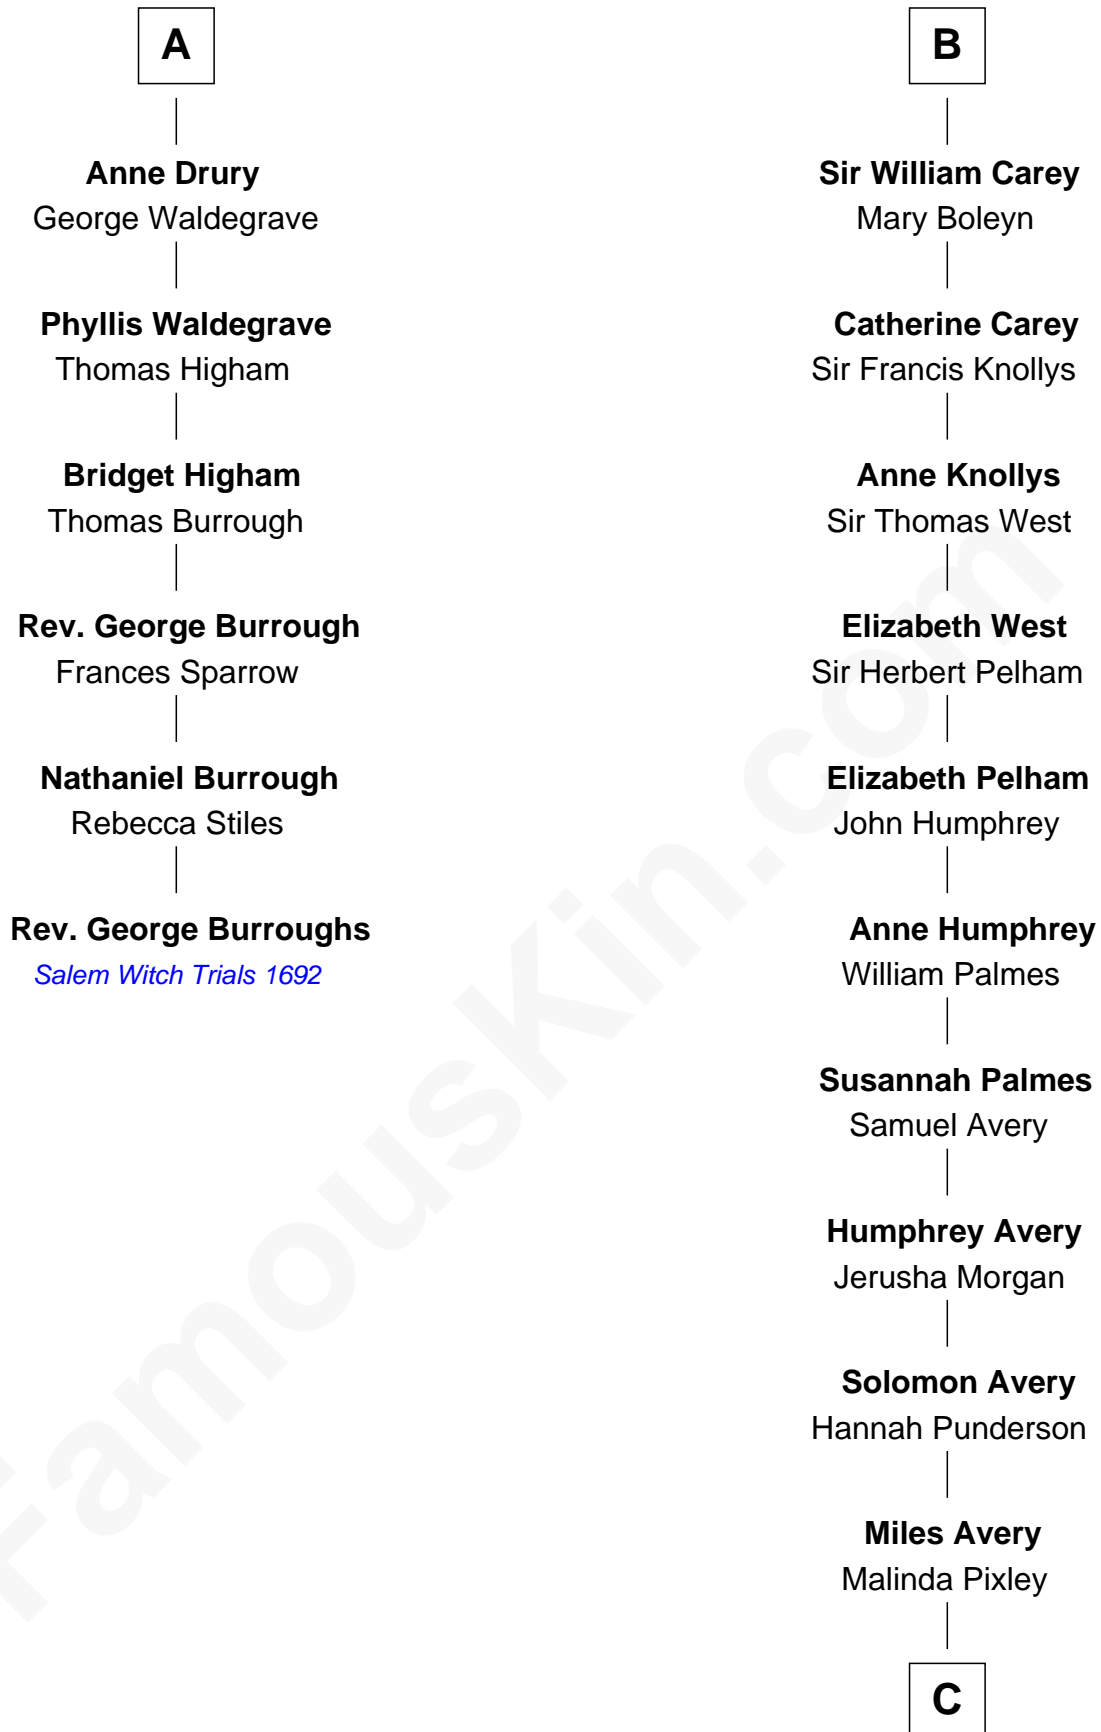 A
Anne Drury
George Waldegrave
Phyllis Waldegrave
Thomas Higham
Bridget Higham
Thomas Burrough
Rev. George Burrough
Frances Sparrow
Nathaniel Burrough
Rebecca Stiles
Rev. George Burroughs
Salem Witch Trials 1692
B
Sir William Carey
Mary Boleyn
Catherine Carey
Sir Francis Knollys
Anne Knollys
Sir Thomas West
Elizabeth West
Sir Herbert Pelham
Elizabeth Pelham
John Humphrey
Anne Humphrey
William Palmes
Susannah Palmes
Samuel Avery
Humphrey Avery
Jerusha Morgan
Solomon Avery
Hannah Punderson
Miles Avery
Malinda Pixley
C
FamousKin.com